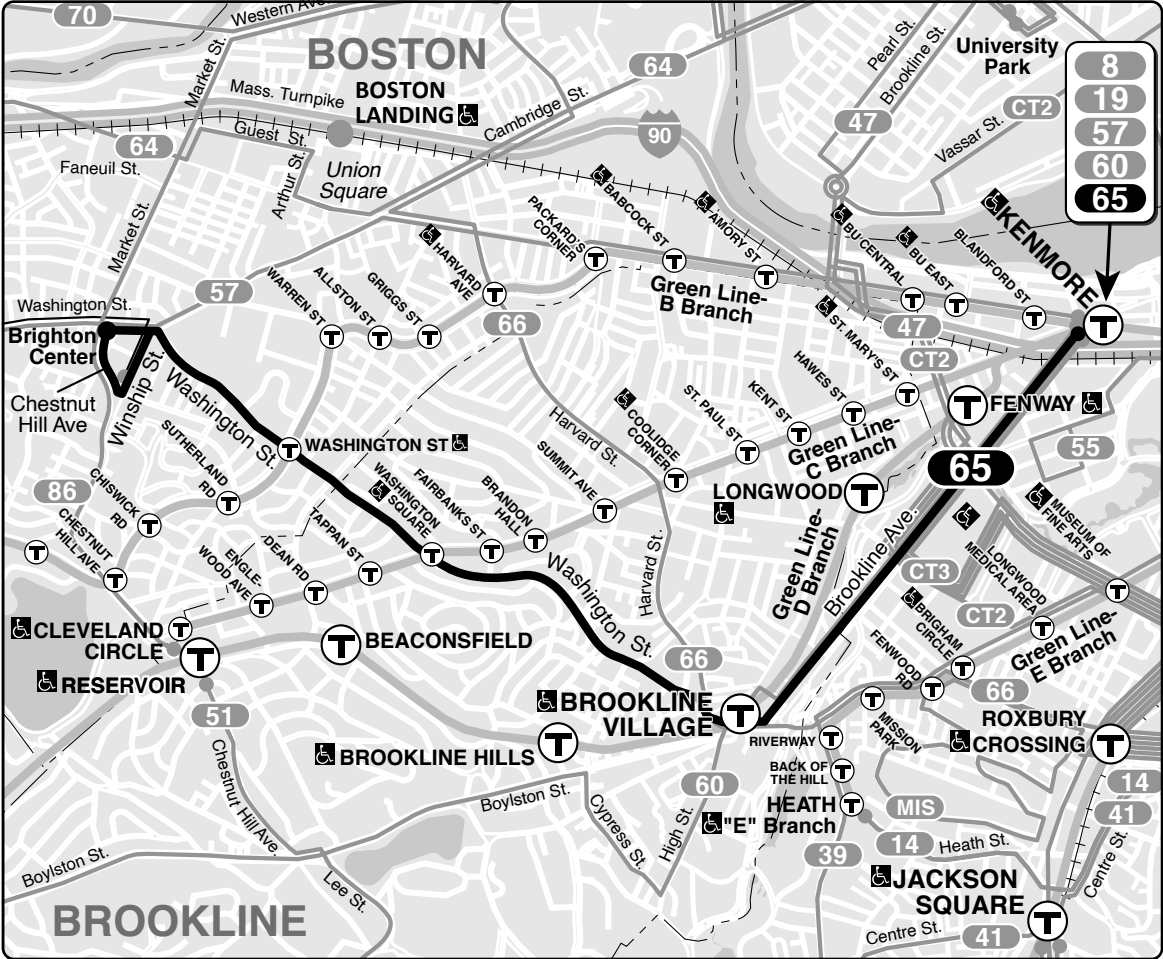 70
Western Ave.
Market St.
BOSTON
BOSTON
LANDING
Mass. Turnpike
64
Cambridge St.
90
Pearl St.
Brookline St.
University
Park
CT2
47
Vassar St.
8
19
57
60
65
64
Guest St.
Faneuil St.
Arthur St.
Union
Square
Market St.
PACKARD'S
CORNER
BABCOCK ST
AMORY ST
BU CENTRAL
BU EAST
BLANDFORD ST
KENMORE
HARVARD
AVE
Green Line-
B Branch
57
WARREN ST
ALLSTON ST
GRIGGS ST
66
47
CT2
Washington St.
Brighton
Center
Chestnut
Hill Ave
Winship St.
Washington St.
WASHINGTON ST
SUTHERLAND
RD
CHISWICK
RD
CHESTNUT
HILL AVE
86
ENGLE-
WOOD AVE
DEAN RD
TAPPAN ST
WASHINGTON
SQUARE
FAIRBANKS ST
BRANDON
HALL
SUMMIT AVE
COOLIDGE
CORNER
Harvard St.
ST. PAUL ST
KENT ST
HAWES ST
ST. MARY'S ST
Green Line-
C Branch
FENWAY
65
55
LONGWOOD
Green Line-
D Branch
Brookline Ave.
MUSEUM OF
FINE ARTS
LONGWOOD
MEDICAL AREA
CT3
CT2
BRIGHAM
CIRCLE
FENWOOD
RD
Green Line-
E Branch
66
MISSION
PARK
ROXBURY
CROSSING
Washington St.
Harvard St.
66
CLEVELAND
CIRCLE
RESERVOIR
BEACONSFIELD
BROOKLINE
VILLAGE
BROOKLINE HILLS
RIVERWAY
BACK OF
THE HILL
HEATH
"E" Branch
51
Chestnut Hill Ave.
60
Boylston St.
Cypress St.
High St.
MIS
14
14
41
39
Heath St.
Centre St.
Boylston St.
Lee St.
JACKSON
SQUARE
Centre St.
41
BROOKLINE